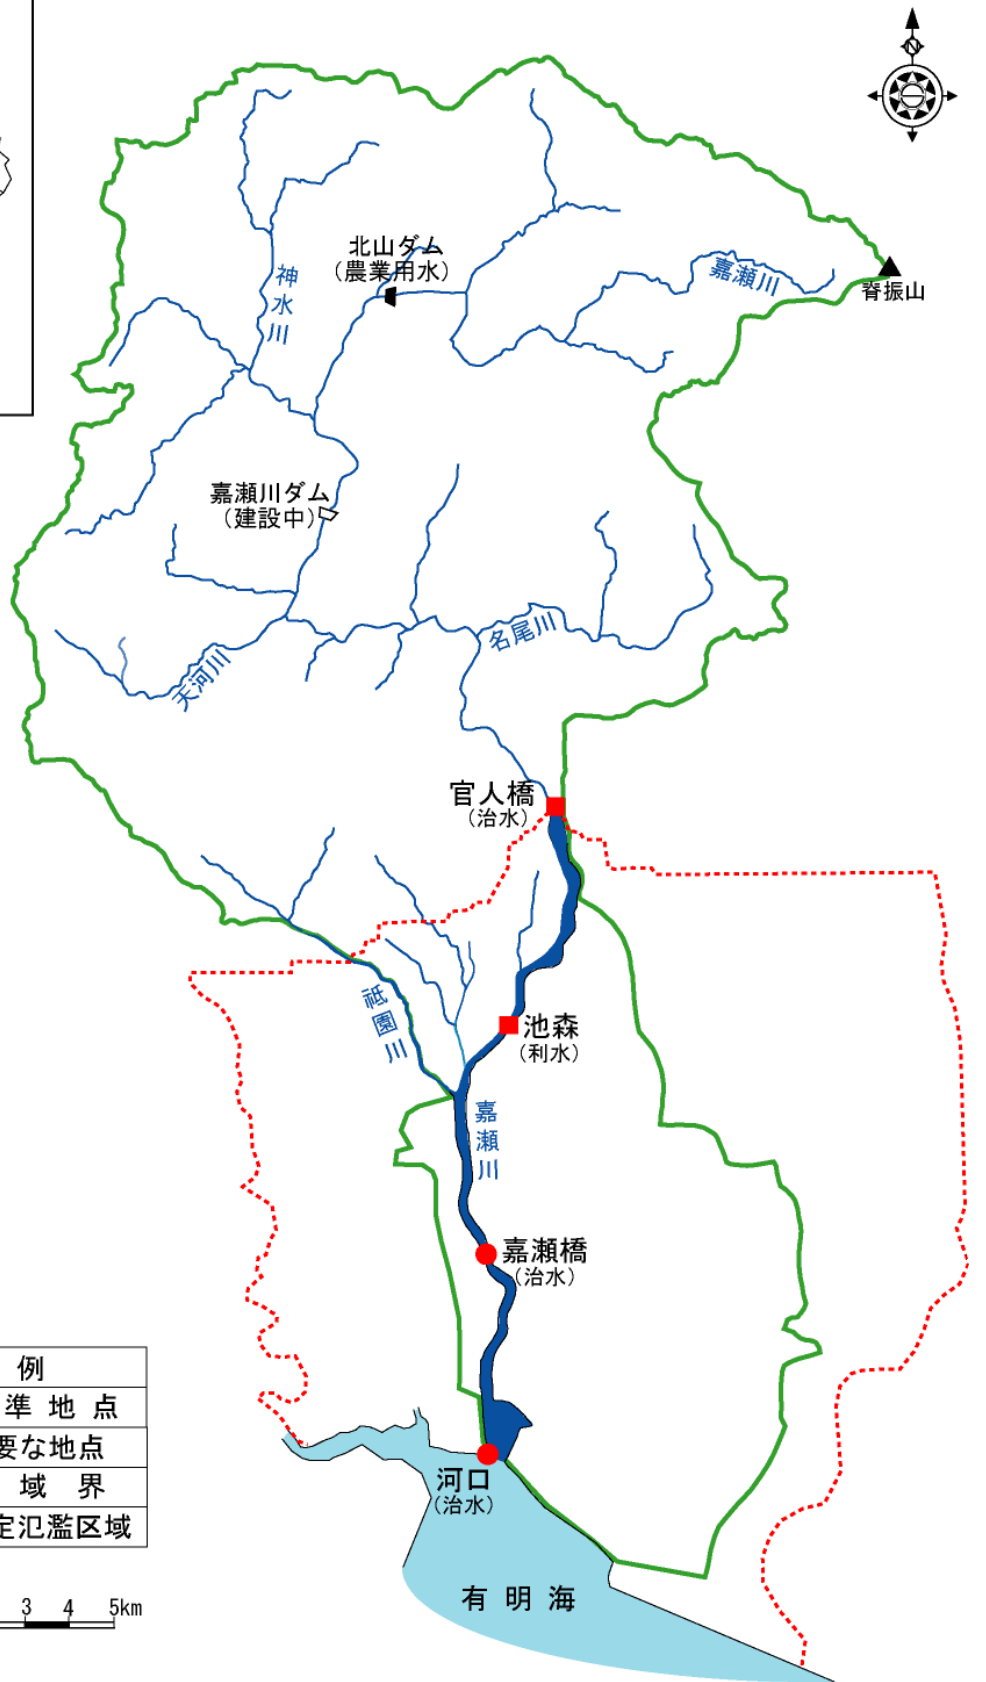 N
北山ダム
（農業用水）
神水川
嘉瀬川
脊振山
嘉瀬川ダム
（建設中）
名尾川
天河川
官人橋
（治水）
祗園川
池森
（利水）
嘉瀬川
嘉瀬橋
（治水）
例
準地点
要な地点
域界
定氾濫区域
河口
（治水）
有明海
3 4 5km